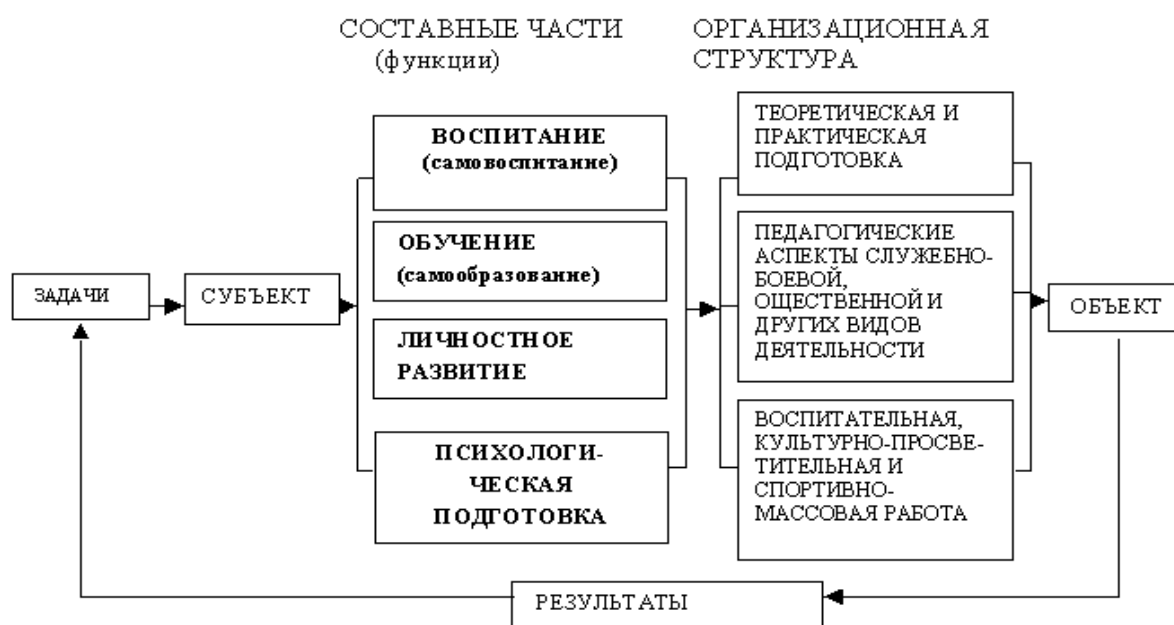 СОСТАВНЫЕ ЧАСТИ
(функции)
ОРГАНИЗАЦИОННАЯ
СТРУКТУРА
ЗАДАЧИ
СУБЪЕКТ
ВОСПИТАНИЕ
(самовоспитание)
ОБУЧЕНИЕ
(самообразование)
ЛИЧНОСТНОЕ
РАЗВИТИЕ
ПСИХОЛОГИ-
ЧЕСКАЯ
ПОДГОТОВКА
ТЕОРЕТИЧЕСКАЯ И
ПРАКТИЧЕСКАЯ
ПОДГОТОВКА
ПЕДАГОГИЧЕСКИЕ
АСПЕКТЫ СЛУЖЕБНО-
БОЕВОЙ,
ОЩЕСТВЕННОЙ И
ДРУГИХ ВИДОВ
ДЕЯТЕЛЬНОСТИ
ВОСПИТАТЕЛЬНАЯ,
КУЛЬТУРНО-ПРОСВЕ-
ТИТЕЛЬНАЯ И
СПОРТИВНО-
МАССОВАЯ РАБОТА
ОБЪЕКТ
РЕЗУЛЬТАТЫ